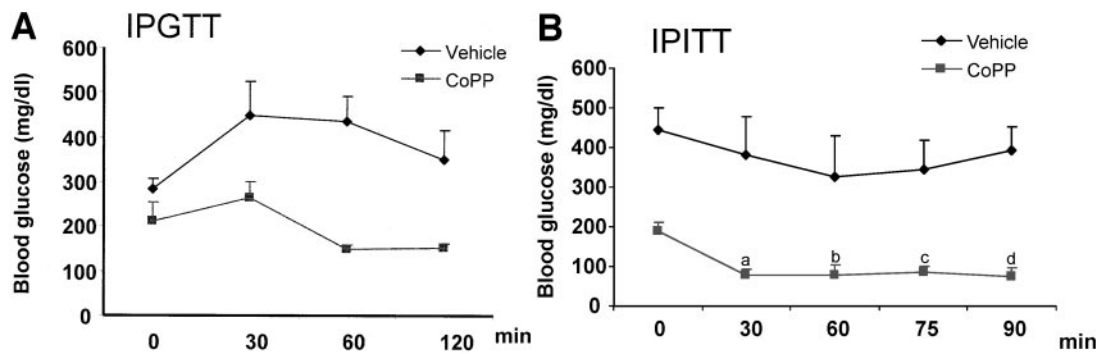 A IPGTT
Vehicle
CoPP
Blood glucose (mg/dl)
600
500
400
300
200
100
0
0 30 60 120 min
B IPITT
Vehicle
CoPP
Blood glucose (mg/dl)
600
500
400
300
200
100
0
a b c d
0 30 60 75 90 min